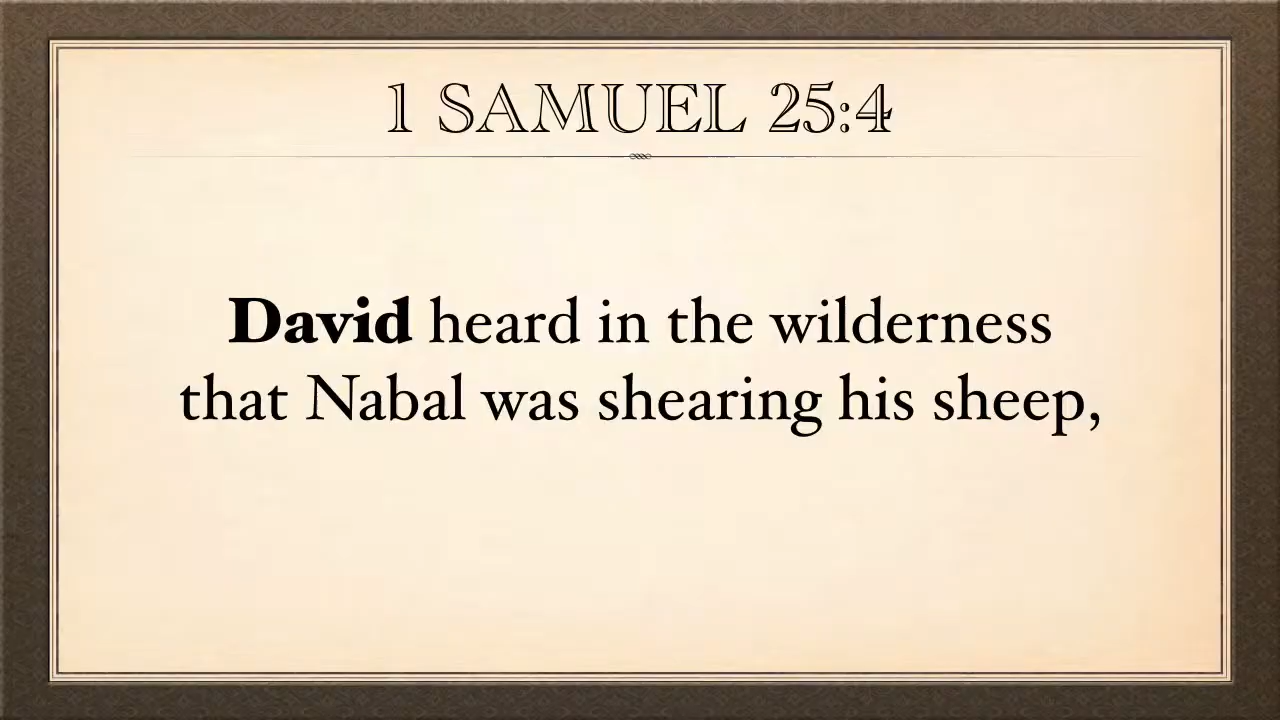 1 SAMUEL 25:4
David heard in the wilderness
that Nabal was shearing his sheep,